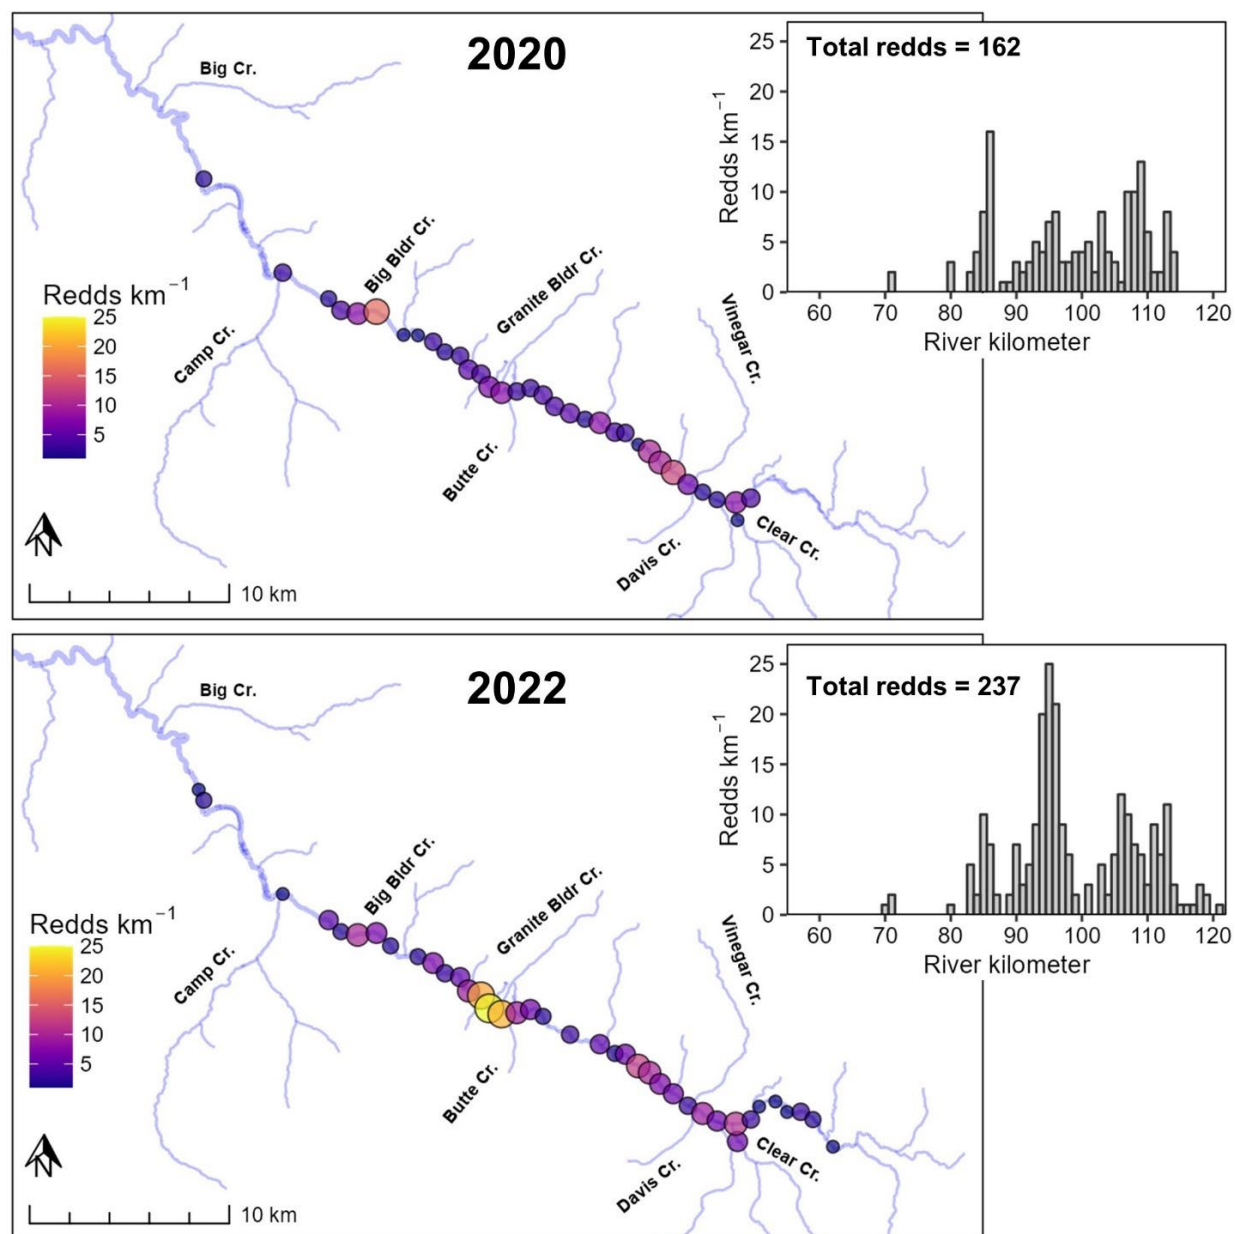 2020
Big Cr.
Big Bldr Cr.
Granite Bldr Cr.
Vinegar Cr.
Camp Cr.
Butte Cr.
Davis Cr.
Clear Cr.
Redds km−1
25
20
15
10
5
N
10 km
Total redds = 162
Redds km−1
25
20
15
10
5
0
60 70 80 90 100 110 120
River kilometer
2022
Big Cr.
Big Bldr Cr.
Granite Bldr Cr.
Vinegar Cr.
Camp Cr.
Butte Cr.
Davis Cr.
Clear Cr.
Redds km−1
25
20
15
10
5
N
10 km
Total redds = 237
Redds km−1
25
20
15
10
5
0
60 70 80 90 100 110 120
River kilometer